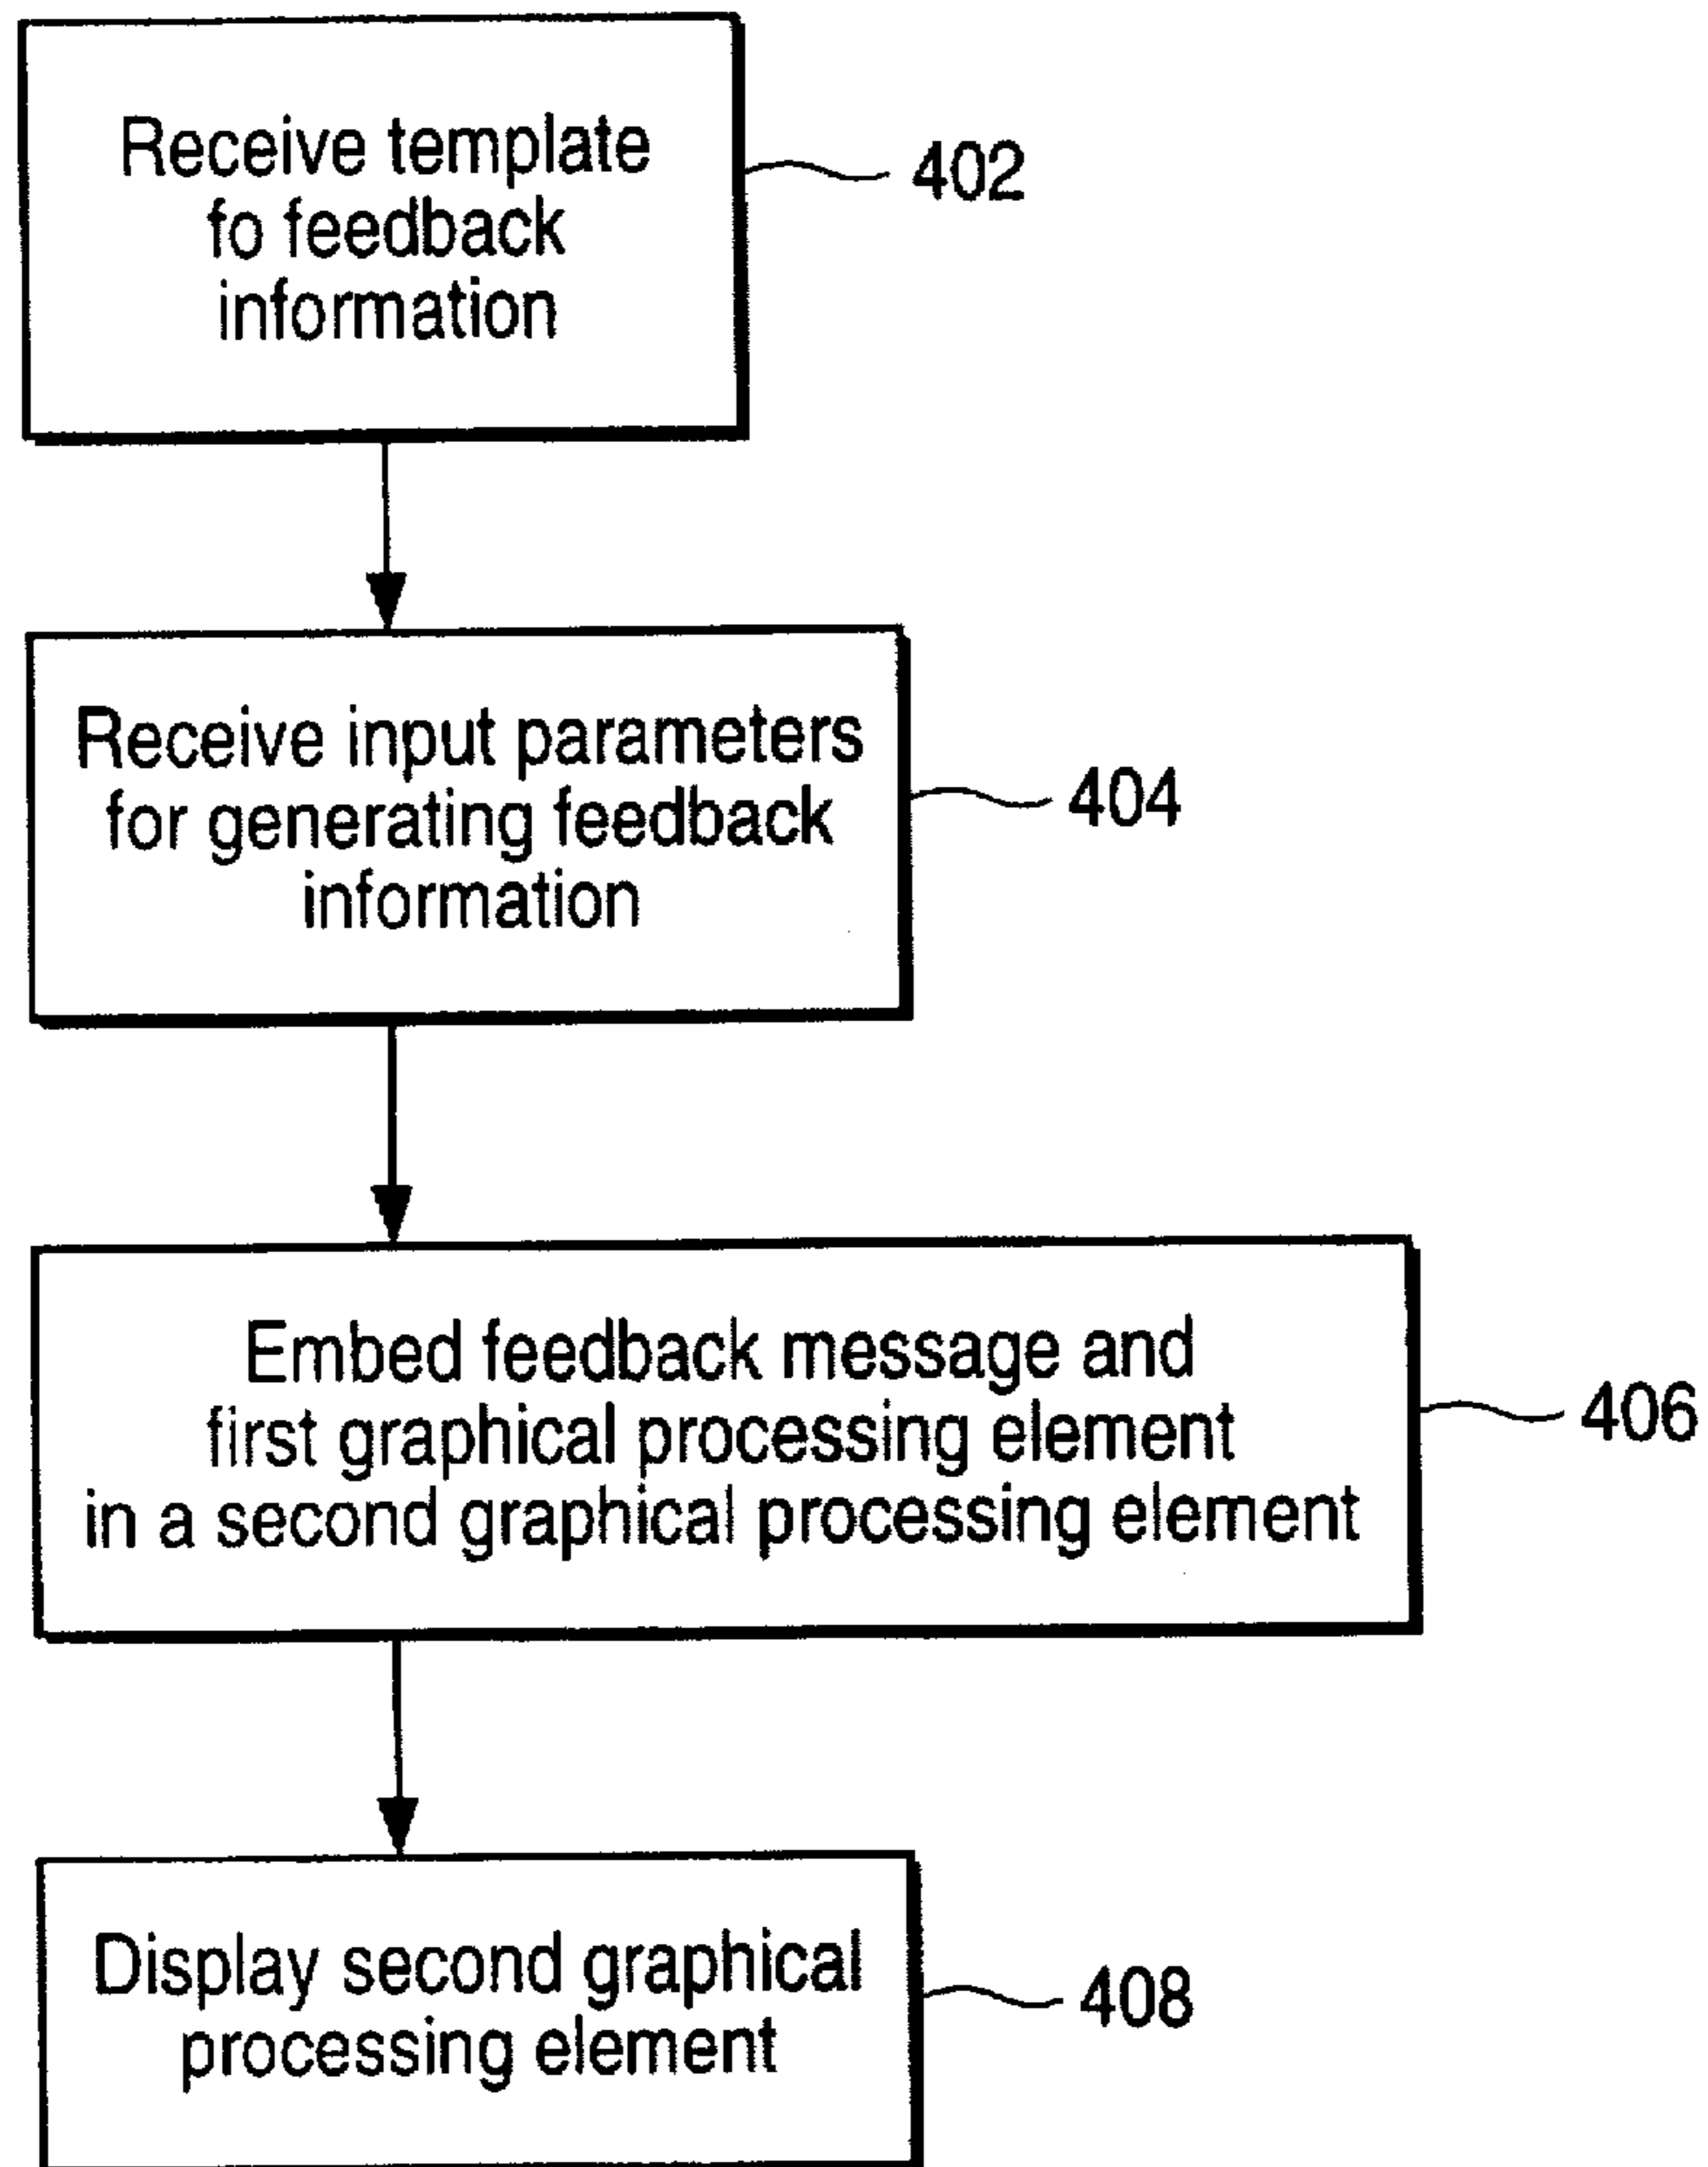 Receive template
fo feedback
information
402
Receive input parameters
for generating feedback
information
404
Embed feedback message and
first graphical processing element
in a second graphical processing element
406
Display second graphical
processing element
408